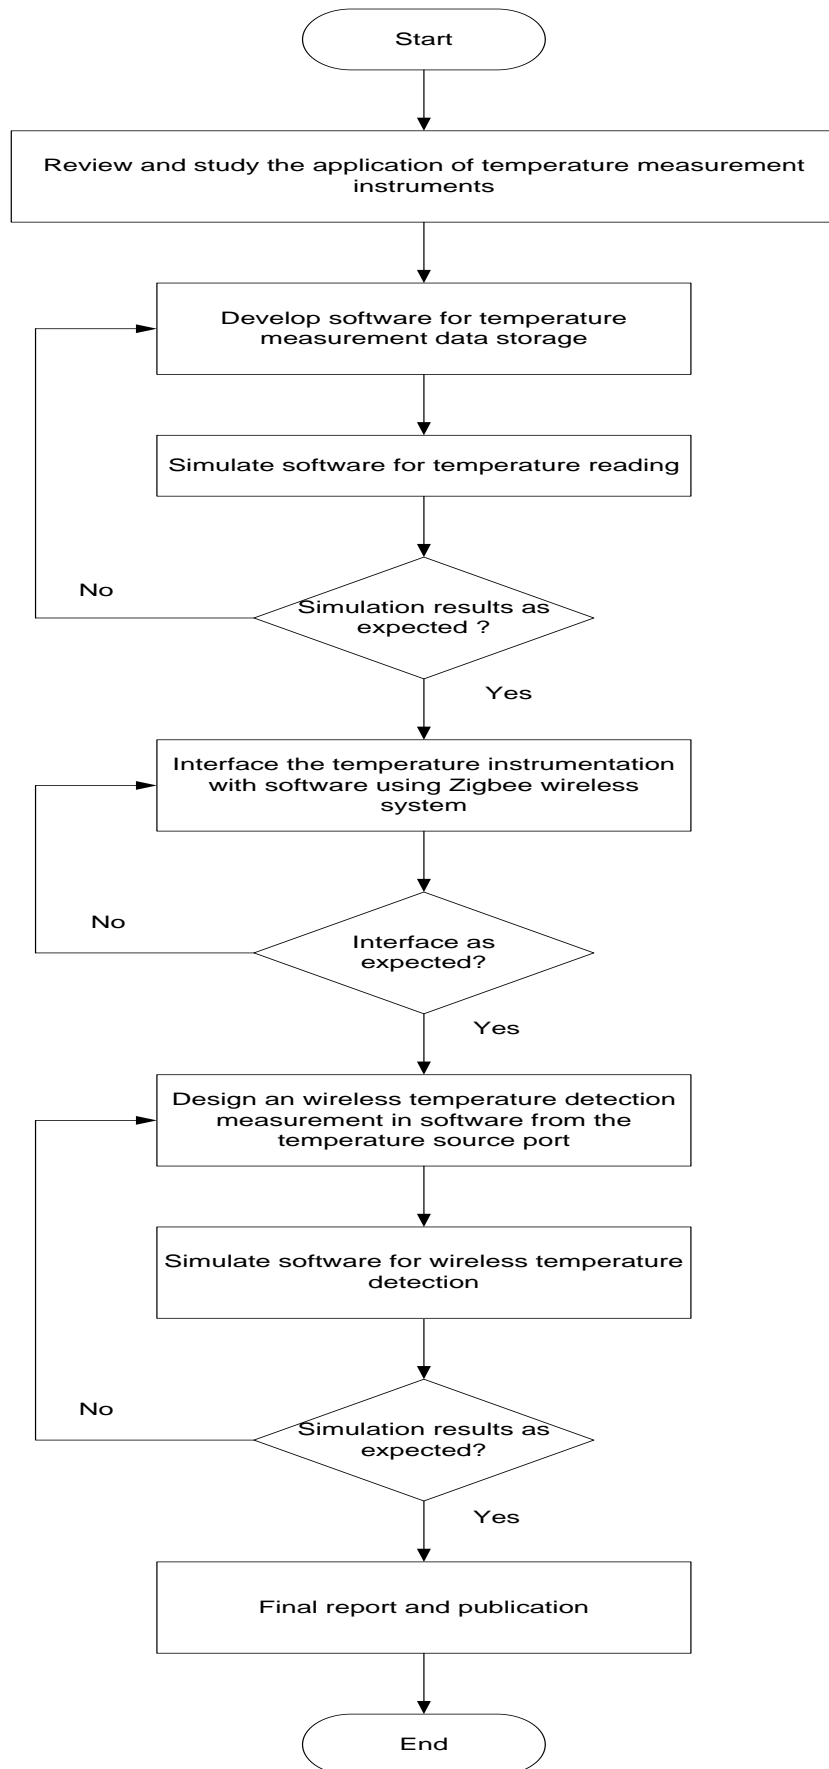 Start
Review and study the application of temperature measurement
instruments
Develop software for temperature
measurement data storage
Simulate software for temperature reading
Simulation results as
expected ?
No
Yes
Interface the temperature instrumentation
with software using Zigbee wireless
system
No
Interface as
expected?
Yes
Design an wireless temperature detection
measurement in software from the
temperature source port
Simulate software for wireless temperature
detection
No
Simulation results as
expected?
Yes
Final report and publication
End